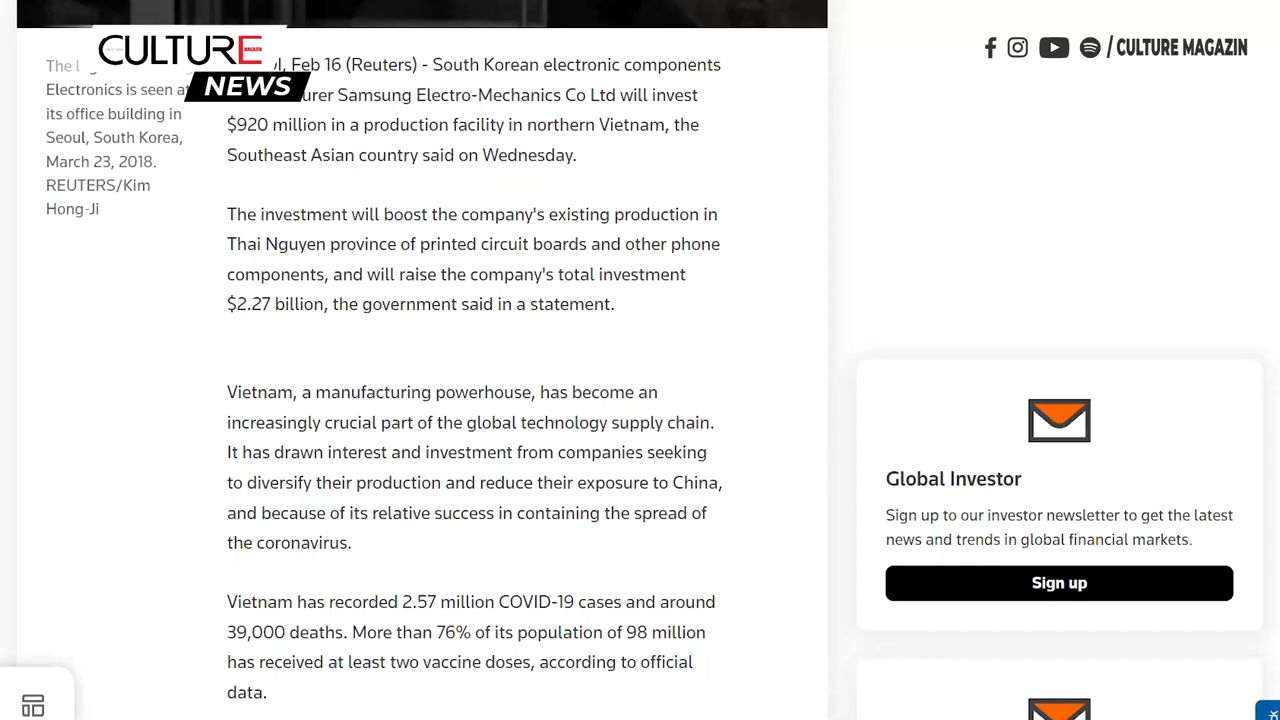 CULTURE
MAGAZIN
NEWS
/ CULTURE MAGAZIN
The
Electronics is seen at
its office building in
Seoul, South Korea,
March 23, 2018.
REUTERS/Kim
Hong-Ji
Feb 16 (Reuters) - South Korean electronic components
Samsung Electro-Mechanics Co Ltd will invest
$920 million in a production facility in northern Vietnam, the
Southeast Asian country said on Wednesday.
The investment will boost the company's existing production in
Thai Nguyen province of printed circuit boards and other phone
components, and will raise the company's total investment
$2.27 billion, the government said in a statement.
Vietnam, a manufacturing powerhouse, has become an
increasingly crucial part of the global technology supply chain.
It has drawn interest and investment from companies seeking
to diversify their production and reduce their exposure to China,
and because of its relative success in containing the spread of
the coronavirus.
Vietnam has recorded 2.57 million COVID-19 cases and around
39,000 deaths. More than 76% of its population of 98 million
has received at least two vaccine doses, according to official
data.
Global Investor
Sign up to our investor newsletter to get the latest
news and trends in global financial markets.
Sign up